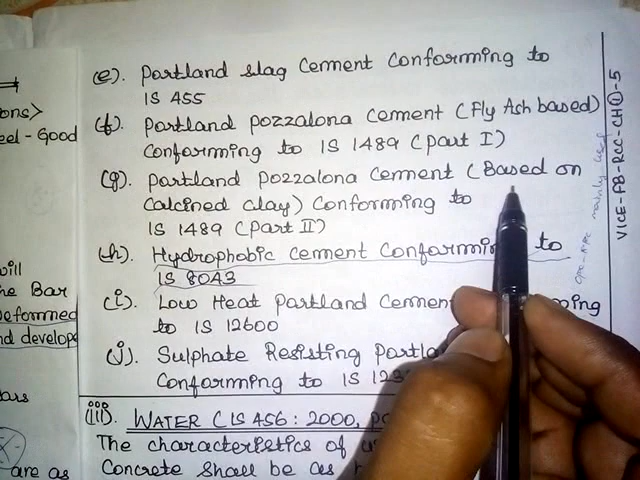 (e). Portland slag Cement Conforming to
IS 455
(f). Portland Pozzalona Cement (Fly Ash based)
Conforming to IS 1489 (Part I)
(g). Portland Pozzalona Cement (Based on
Calcined clay) Conforming to
IS 1489 (Part II)
(h). Hydrophobic Cement Conforming to
IS 8043
(i). Low Heat Portland Cement
to IS 12600
(j). Sulphate Resisting
Conforming to IS
(iii). WATER (IS 456 : 2000,
The characteristics of
Concrete shall be as
ons>
eel - Good
will
he Bar
eformed
nd develop
are as
VICE-PB-RCC-CH①-5
mainly used